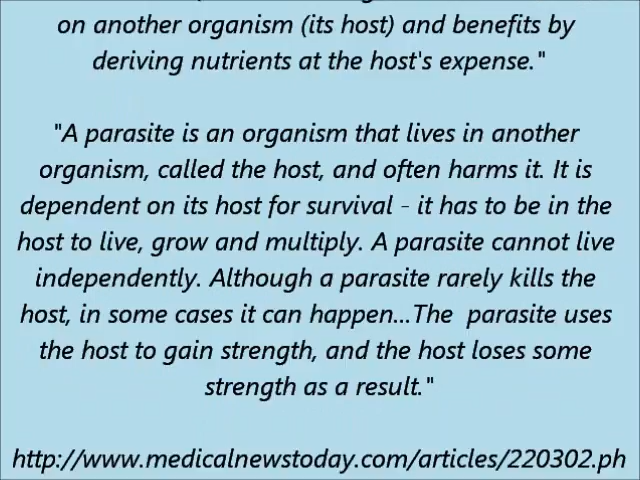 on another organism (its host) and benefits by
deriving nutrients at the host's expense."
"A parasite is an organism that lives in another
organism, called the host, and often harms it. It is
dependent on its host for survival - it has to be in the
host to live, grow and multiply. A parasite cannot live
independently. Although a parasite rarely kills the
host, in some cases it can happen...The  parasite uses
the host to gain strength, and the host loses some
strength as a result."
http://www.medicalnewstoday.com/articles/220302.ph